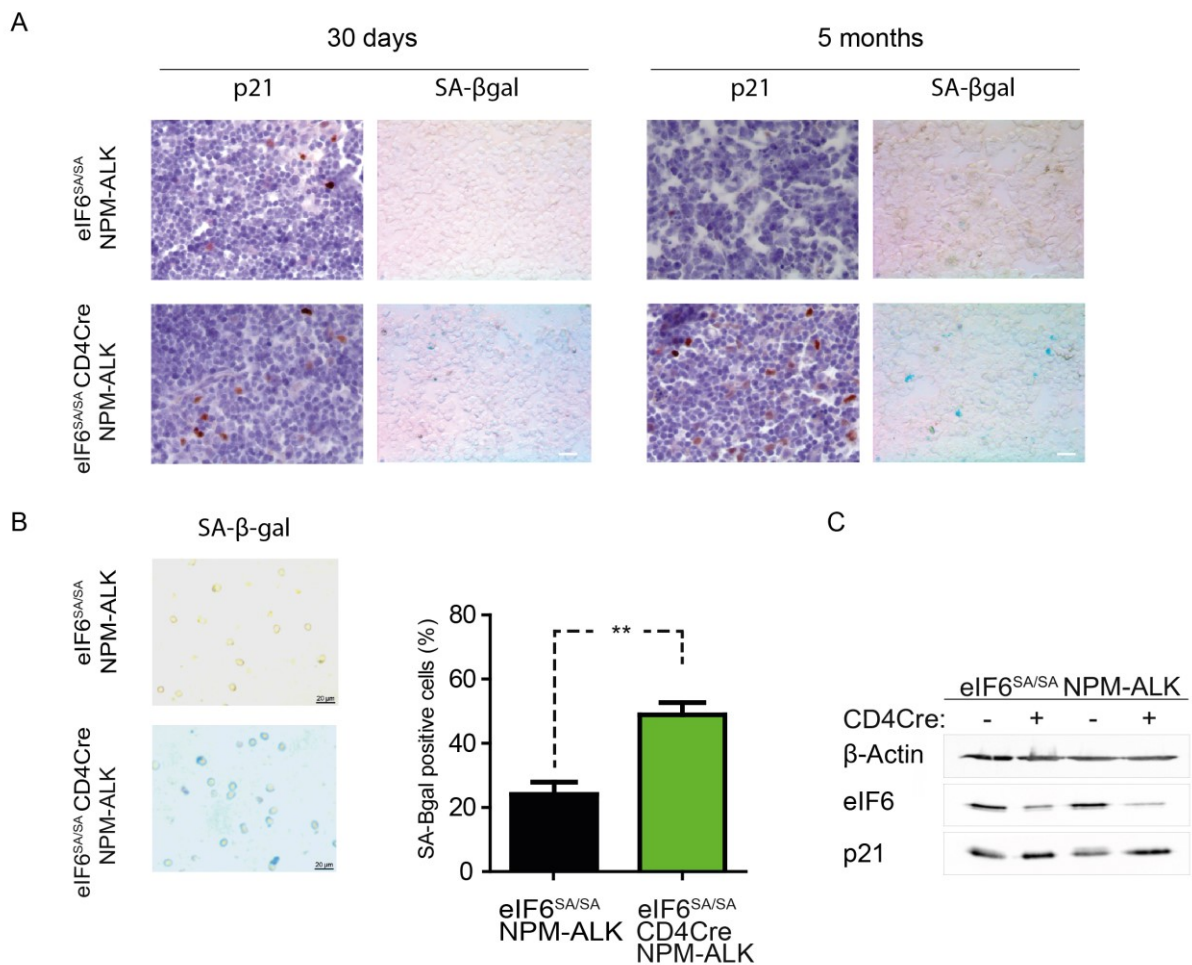 A
30 days
5 months
p21
SA-βgal
p21
SA-βgal
eIF6SA/SA
NPM-ALK
eIF6SA/SA CD4Cre
NPM-ALK
B
SA-β-gal
eIF6SA/SA
NPM-ALK
20 μm
eIF6SA/SA CD4Cre
NPM-ALK
20 μm
SA-Bgal positive cells (%)
80
60
40
20
0
**
eIF6SA/SA
NPM-ALK
eIF6SA/SA
CD4Cre
NPM-ALK
C
eIF6SA/SA NPM-ALK
CD4Cre: - + - +
β-Actin
eIF6
p21